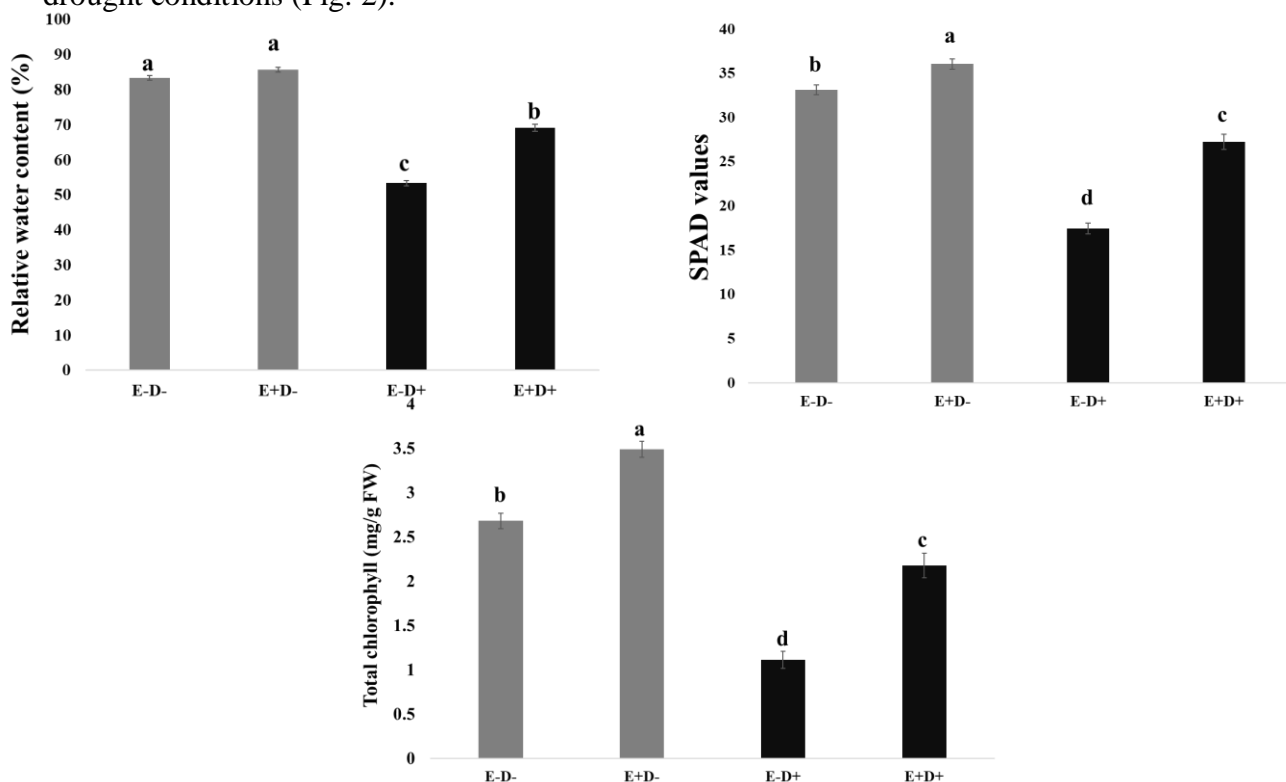 drought conditions (Fig. 2).
Relative water content (%)
100
90
80
70
60
50
40
30
20
10
0
a
a
c
b
E-D-
E+D-
E-D+
E+D+
SPAD values
40
35
30
25
20
15
10
5
0
b
a
d
c
E-D-
E+D-
E-D+
E+D+
Total chlorophyll (mg/g FW)
4
3.5
3
2.5
2
1.5
1
0.5
0
b
a
d
c
E-D-
E+D-
E-D+
E+D+